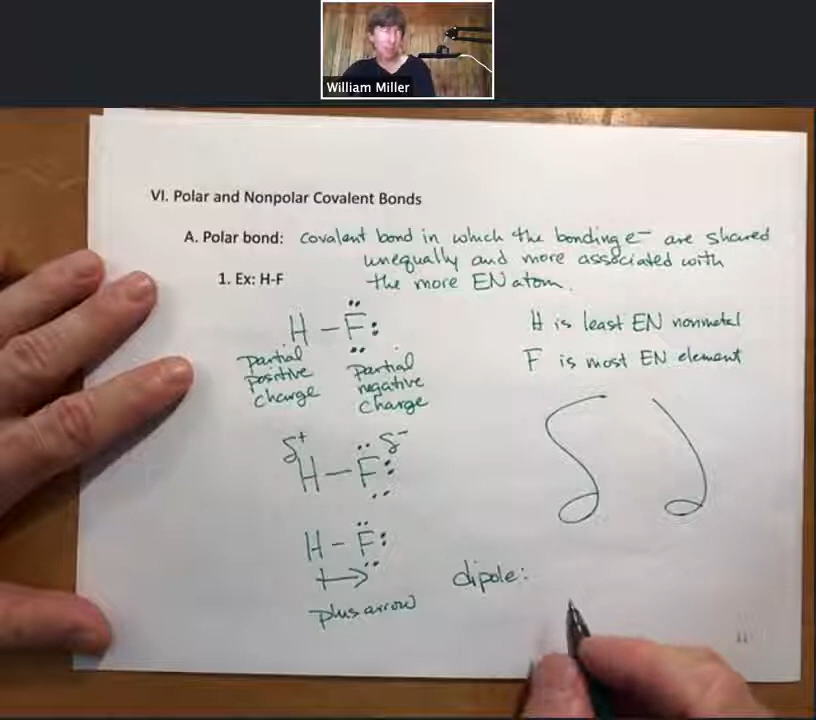 William Miller
VI. Polar and Nonpolar Covalent Bonds
A. Polar bond: covalent bond in which the bonding e⁻ are shared
unequally and more associated with
1. Ex: H-F the more EN atom.
H – F
H is least EN nonmetal
F is most EN element
partial positive charge
partial negative charge
δ⁺ δ⁻
H – F
δ
H – F
plus arrow
dipole: